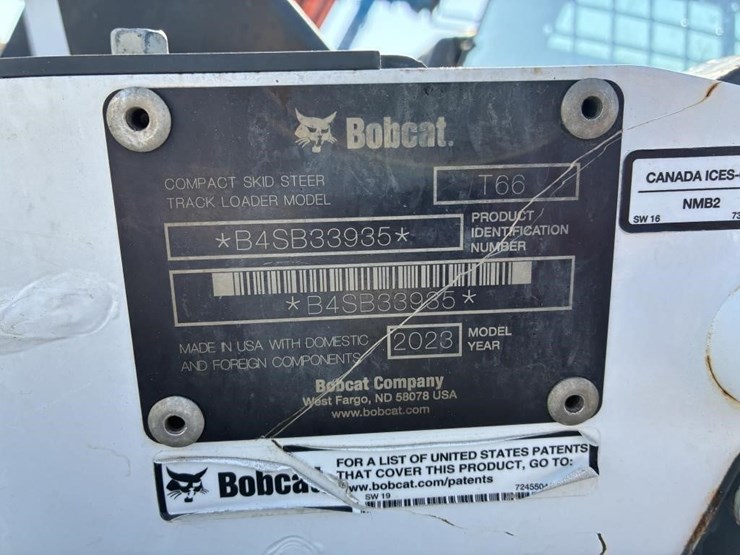 Bobcat.
COMPACT SKID STEER
TRACK LOADER MODEL
T66
*B4SB33935*
PRODUCT
IDENTIFICATION
NUMBER
*B4SB33935*
MADE IN USA WITH DOMESTIC
AND FOREIGN COMPONENTS
2023
MODEL
YEAR
Bobcat Company
West Fargo, ND 58078 USA
www.bobcat.com
CANADA ICES-
NMB2
SW 16
73
Bobcat
FOR A LIST OF UNITED STATES PATENTS
THAT COVER THIS PRODUCT, GO TO:
www.bobcat.com/patents
SW 19
7245504